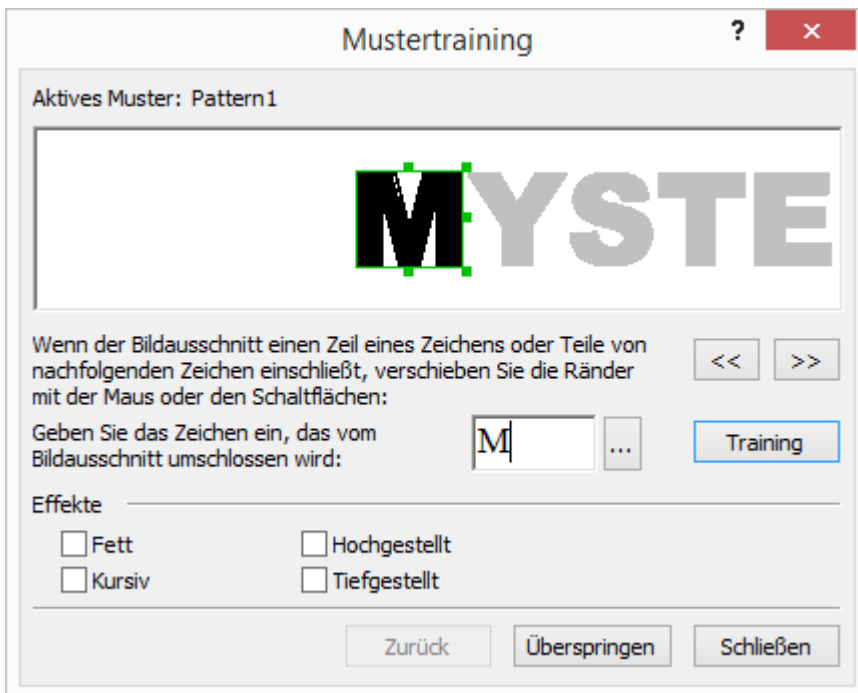 Mustertraining ? ×
Aktives Muster: Pattern1
MYSTE
Wenn der Bildausschnitt einen Zeil eines Zeichens oder Teile von
nachfolgenden Zeichen einschließt, verschieben Sie die Ränder
mit der Maus oder den Schaltflächen:
<< >>
Geben Sie das Zeichen ein, das vom
Bildausschnitt umschlossen wird:
M ... Training
Effekte
Fett Hochgestellt
Kursiv Tiefgestellt
Zurück Überspringen Schließen